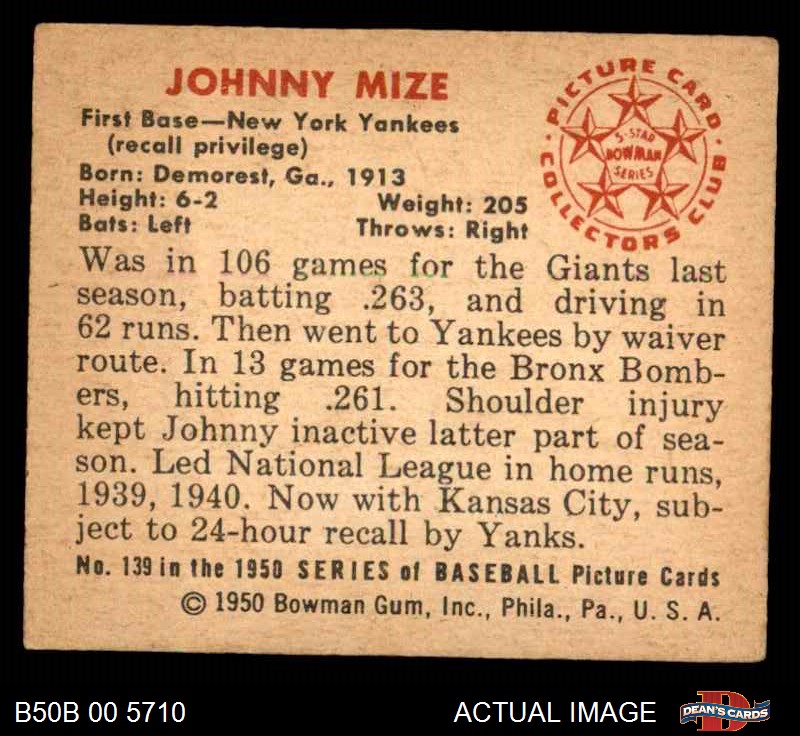 JOHNNY MIZE
First Base—New York Yankees
(recall privilege)
Born: Demorest, Ga., 1913
Height: 6-2 Weight: 205
Bats: Left Throws: Right
PICTURE CARD
COLLECTORS CLUB
5-STAR
BOWMAN
SERIES
Was in 106 games for the Giants last
season, batting .263, and driving in
62 runs. Then went to Yankees by waiver
route. In 13 games for the Bronx Bomb-
ers, hitting .261. Shoulder injury
kept Johnny inactive latter part of sea-
son. Led National League in home runs,
1939, 1940. Now with Kansas City, sub-
ject to 24-hour recall by Yanks.
No. 139 in the 1950 SERIES of BASEBALL Picture Cards
© 1950 Bowman Gum, Inc., Phila., Pa., U. S. A.
B50B 00 5710 ACTUAL IMAGE
D
DEAN'S CARDS